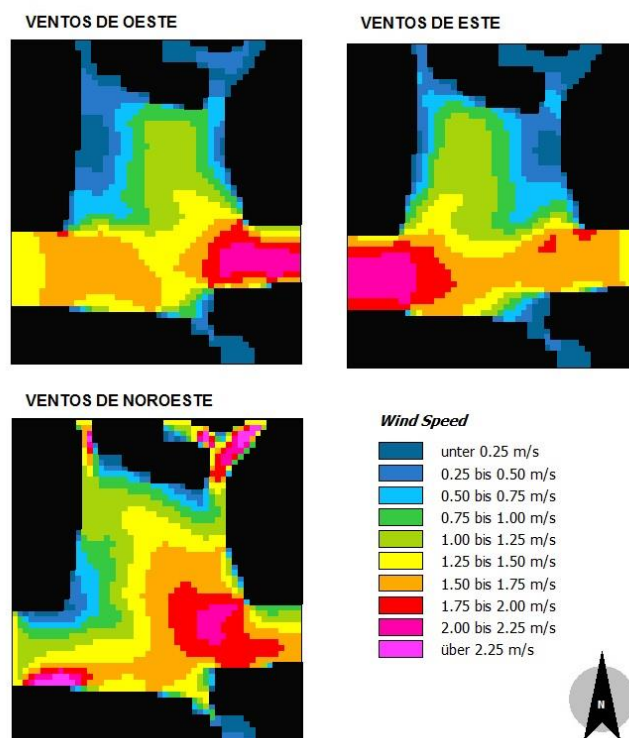 VENTOS DE OESTE
VENTOS DE ESTE
VENTOS DE NOROESTE
Wind Speed
unter 0.25 m/s
0.25 bis 0.50 m/s
0.50 bis 0.75 m/s
0.75 bis 1.00 m/s
1.00 bis 1.25 m/s
1.25 bis 1.50 m/s
1.50 bis 1.75 m/s
1.75 bis 2.00 m/s
2.00 bis 2.25 m/s
über 2.25 m/s
N